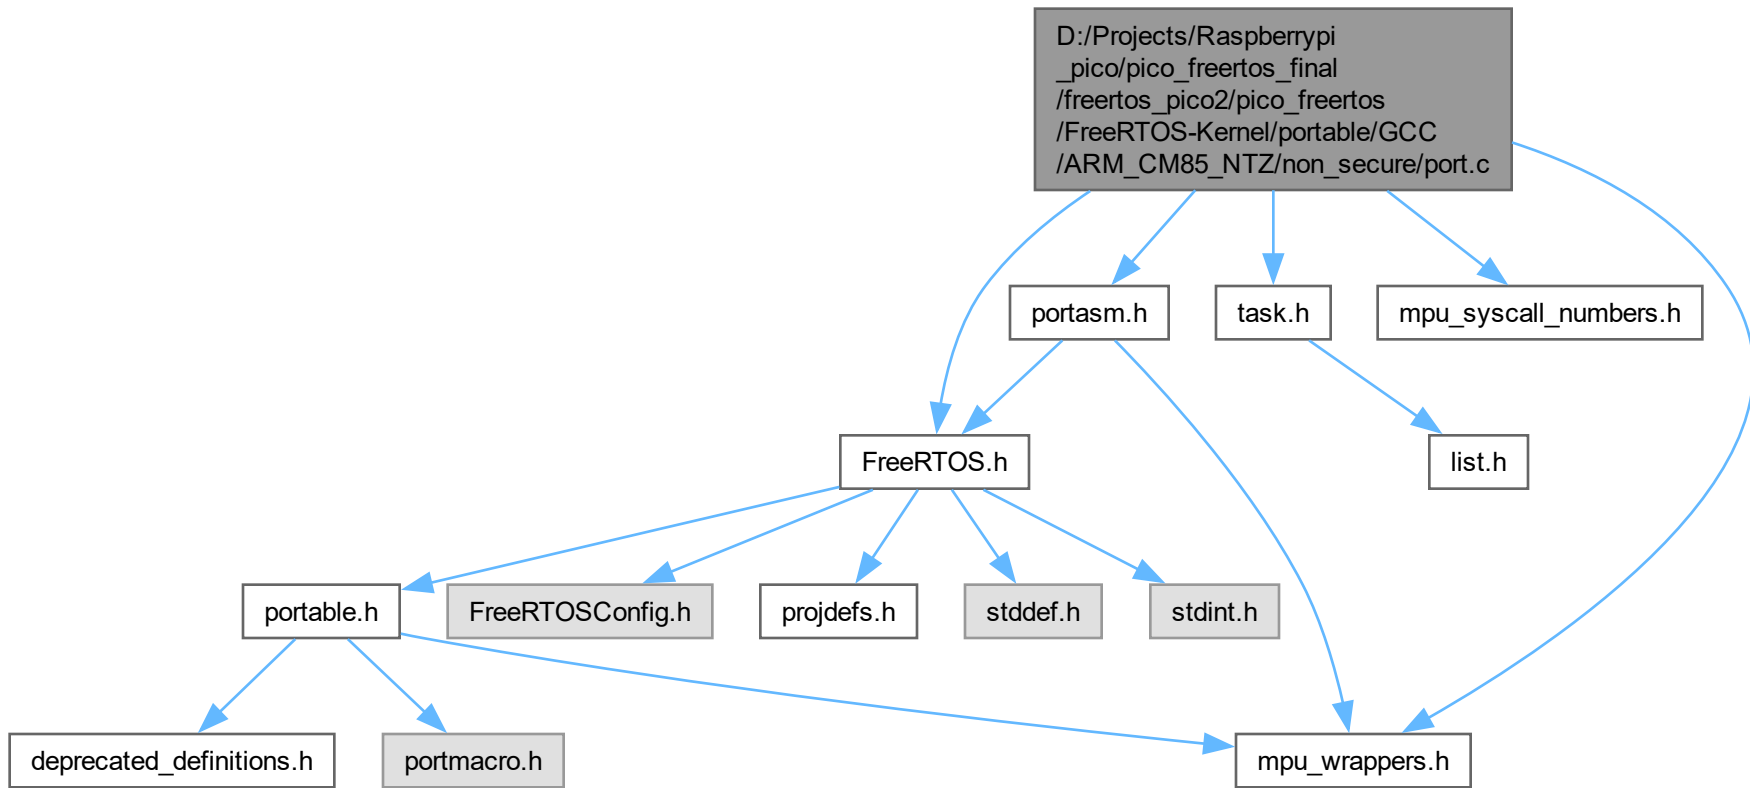 D:/Projects/Raspberrypi
_pico/pico_freertos_final
/freertos_pico2/pico_freertos
/FreeRTOS-Kernel/portable/GCC
/ARM_CM85_NTZ/non_secure/port.c
portasm.h
task.h
mpu_syscall_numbers.h
FreeRTOS.h
list.h
portable.h
FreeRTOSConfig.h
projdefs.h
stddef.h
stdint.h
deprecated_definitions.h
portmacro.h
mpu_wrappers.h